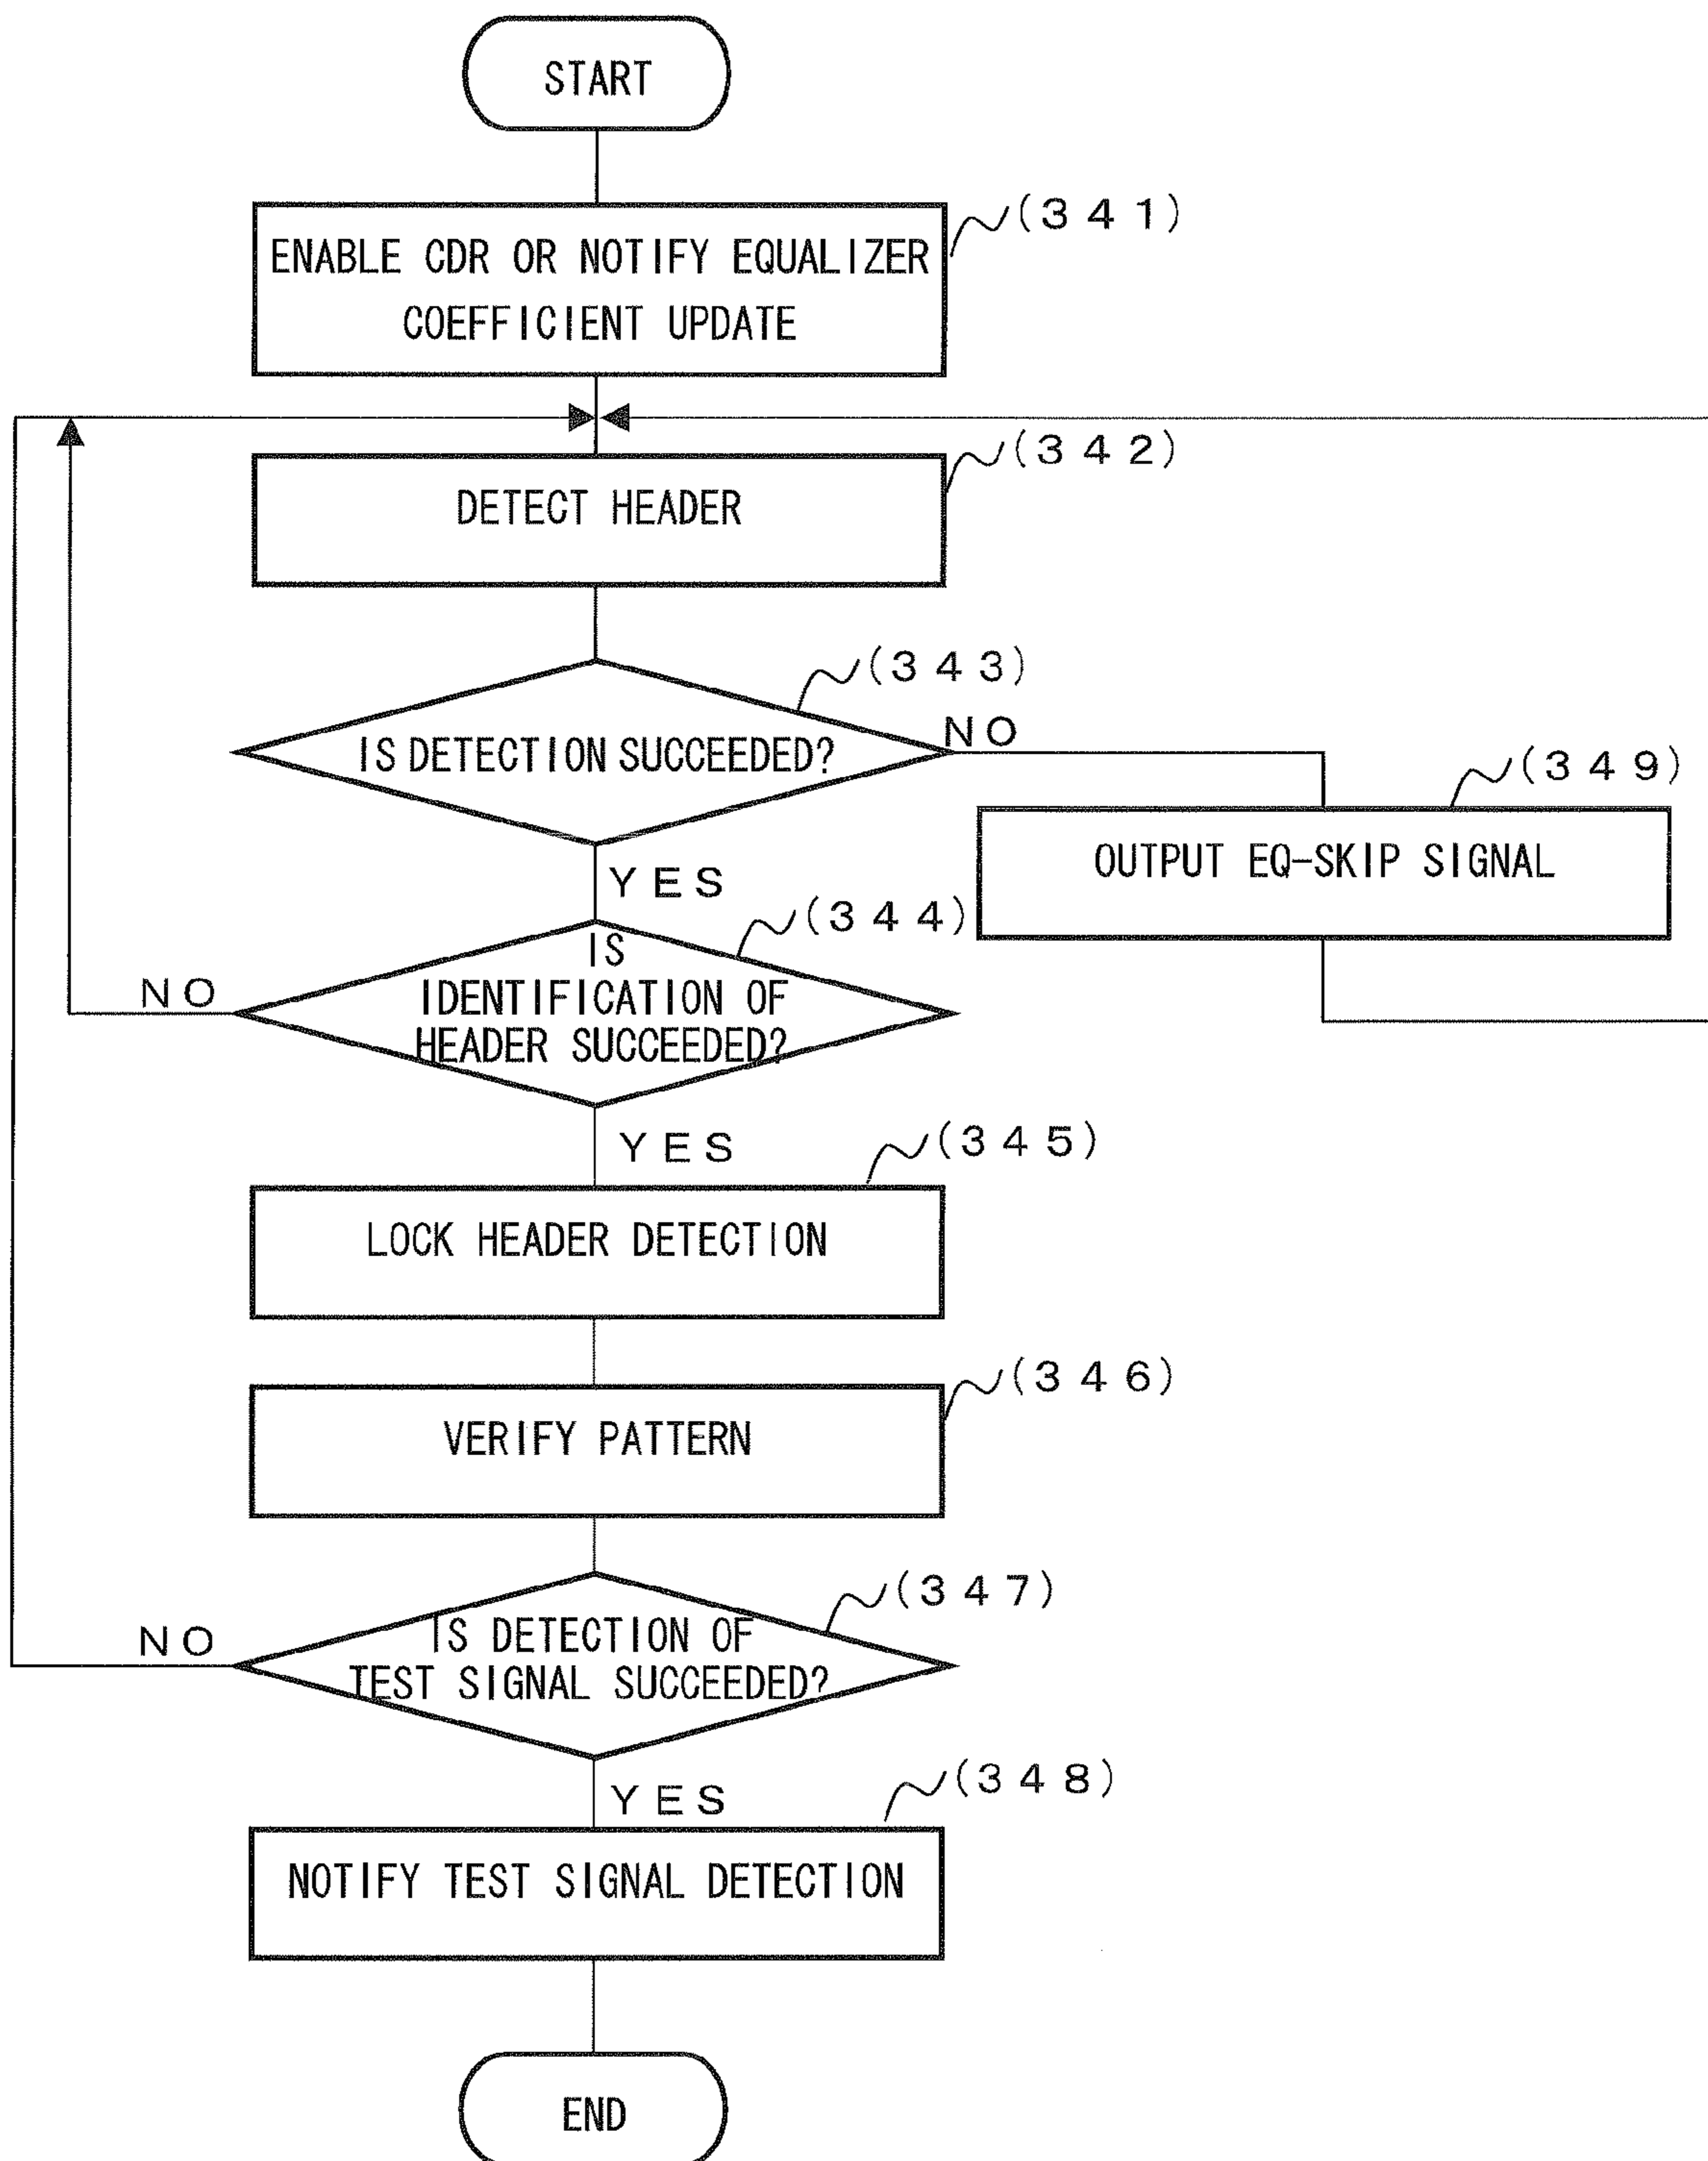 START
(341)
ENABLE CDR OR NOTIFY EQUALIZER
COEFFICIENT UPDATE
(342)
DETECT HEADER
(343)
IS DETECTION SUCCEEDED?
NO
(349)
OUTPUT EQ-SKIP SIGNAL
YES
(344)
IS
IDENTIFICATION OF
HEADER SUCCEEDED?
NO
YES
(345)
LOCK HEADER DETECTION
(346)
VERIFY PATTERN
(347)
IS DETECTION OF
TEST SIGNAL SUCCEEDED?
NO
YES
(348)
NOTIFY TEST SIGNAL DETECTION
END